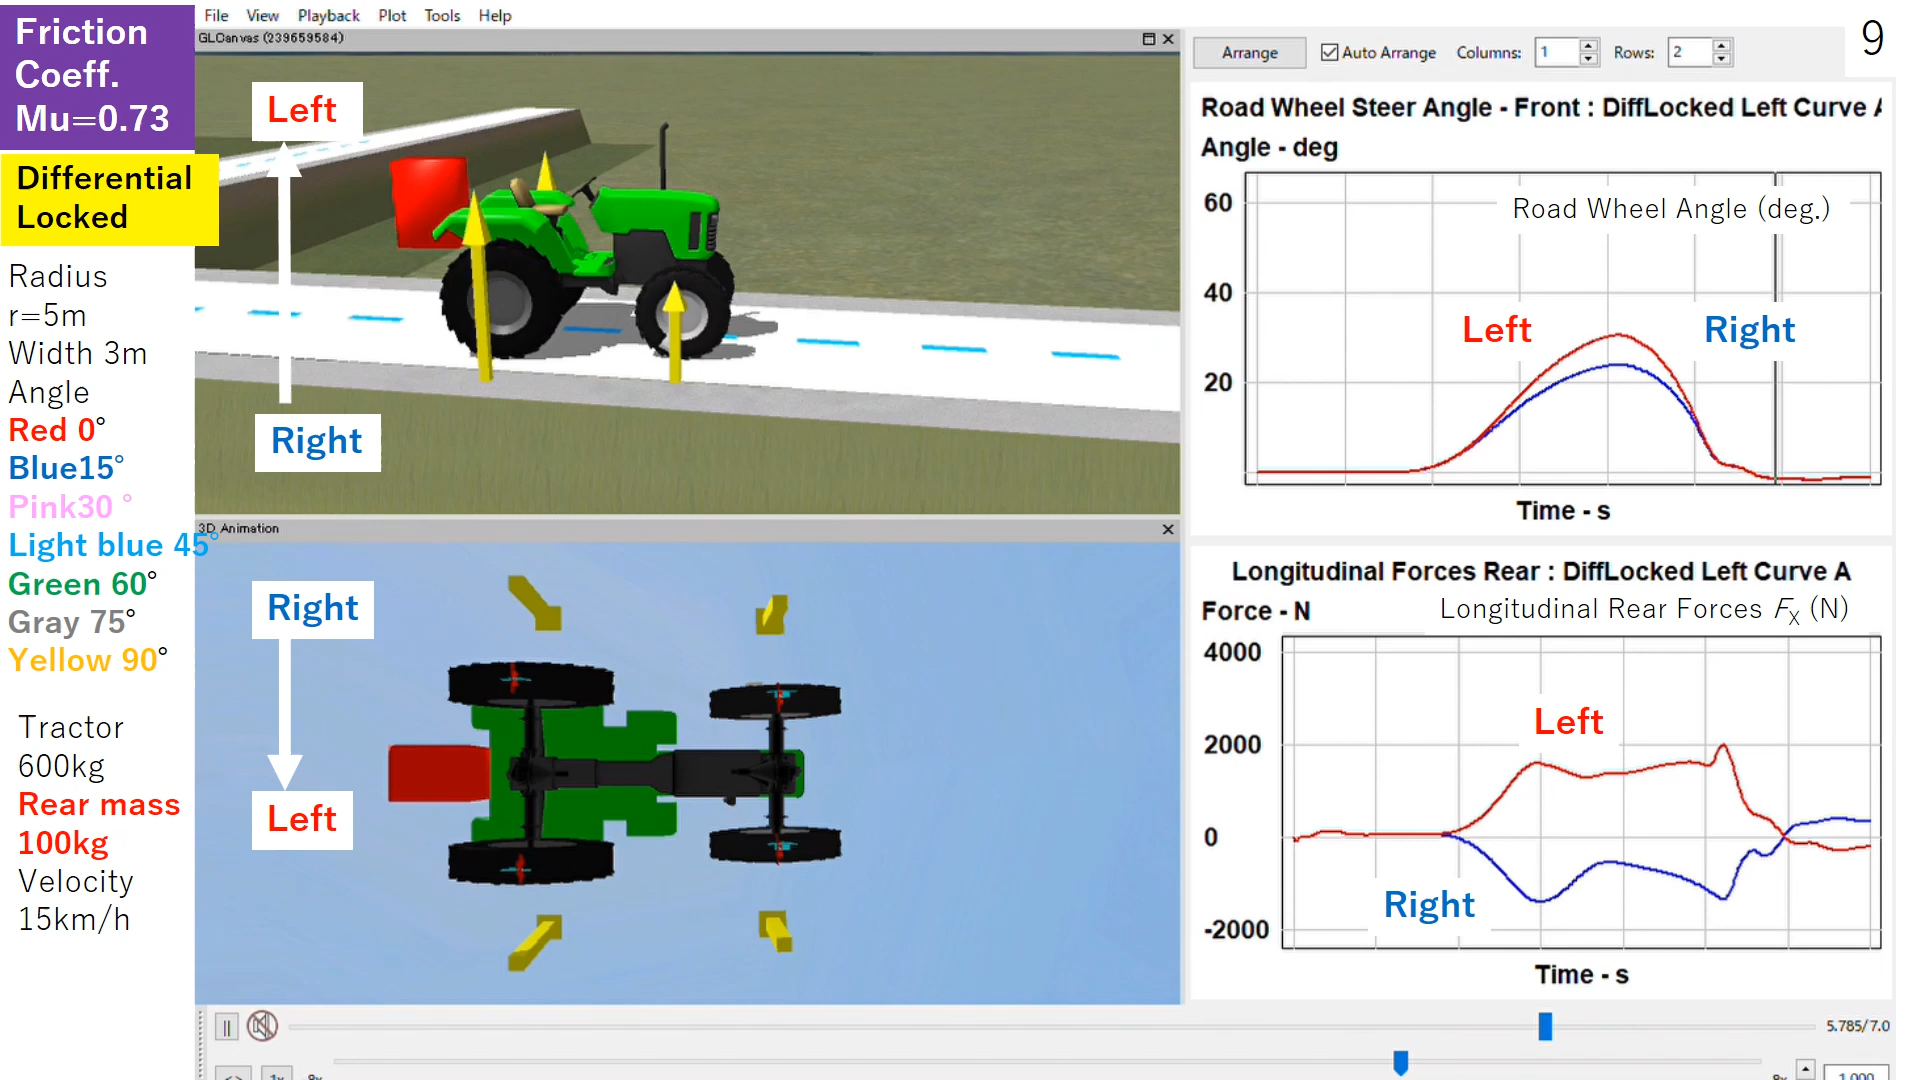 Friction
Coeff.
Mu=0.73
Differential
Locked
Radius
r=5m
Width 3m
Angle
Red 0°
Blue15°
Pink30 °
Light blue 45°
Green 60°
Gray 75°
Yellow 90°
Tractor
600kg
Rear mass
100kg
Velocity
15km/h
File View Playback Plot Tools Help
GLCanvas (239659584)
Left
Right
3D Animation
Right
Left
Arrange Auto Arrange Columns: 1 Rows: 2
9
Road Wheel Steer Angle - Front : DiffLocked Left Curve A
Angle - deg
Road Wheel Angle (deg.)
60
40
20
Left
Right
Time - s
Longitudinal Forces Rear : DiffLocked Left Curve A
Force - N
Longitudinal Rear Forces FX (N)
4000
2000
0
-2000
Left
Right
Time - s
5.785/7.0
<> 1x -8x 8x 1.000